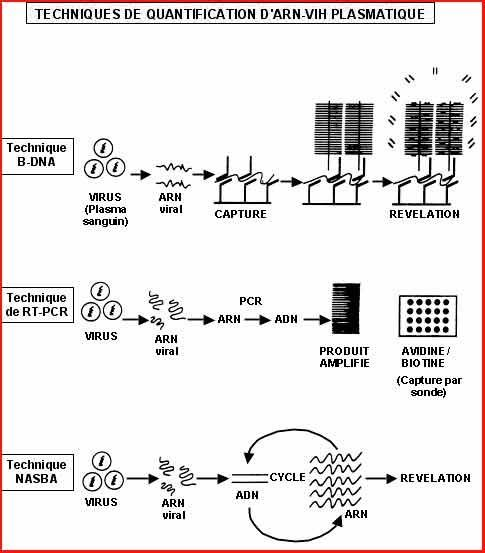 TECHNIQUES DE QUANTIFICATION D'ARN-VIH PLASMATIQUE
Technique
B-DNA
VIRUS
(Plasma
sanguin)
ARN
viral
CAPTURE
REVELATION
Technique
de RT-PCR
VIRUS
ARN
viral
PCR
ARN
ADN
PRODUIT
AMPLIFIE
AVIDINE /
BIOTINE
(Capture par
sonde)
Technique
NASBA
VIRUS
ARN
viral
ADN
CYCLE
ARN
REVELATION